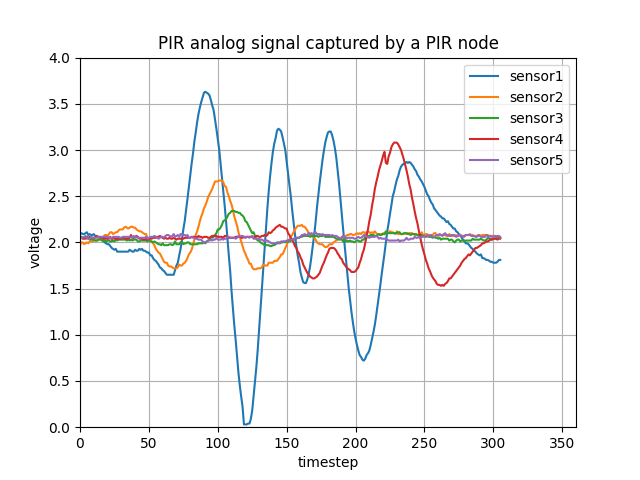 PIR analog signal captured by a PIR node
4.0
3.5
3.0
2.5
2.0
1.5
1.0
0.5
0.0
voltage
sensor1
sensor2
sensor3
sensor4
sensor5
0 50 100 150 200 250 300 350
timestep